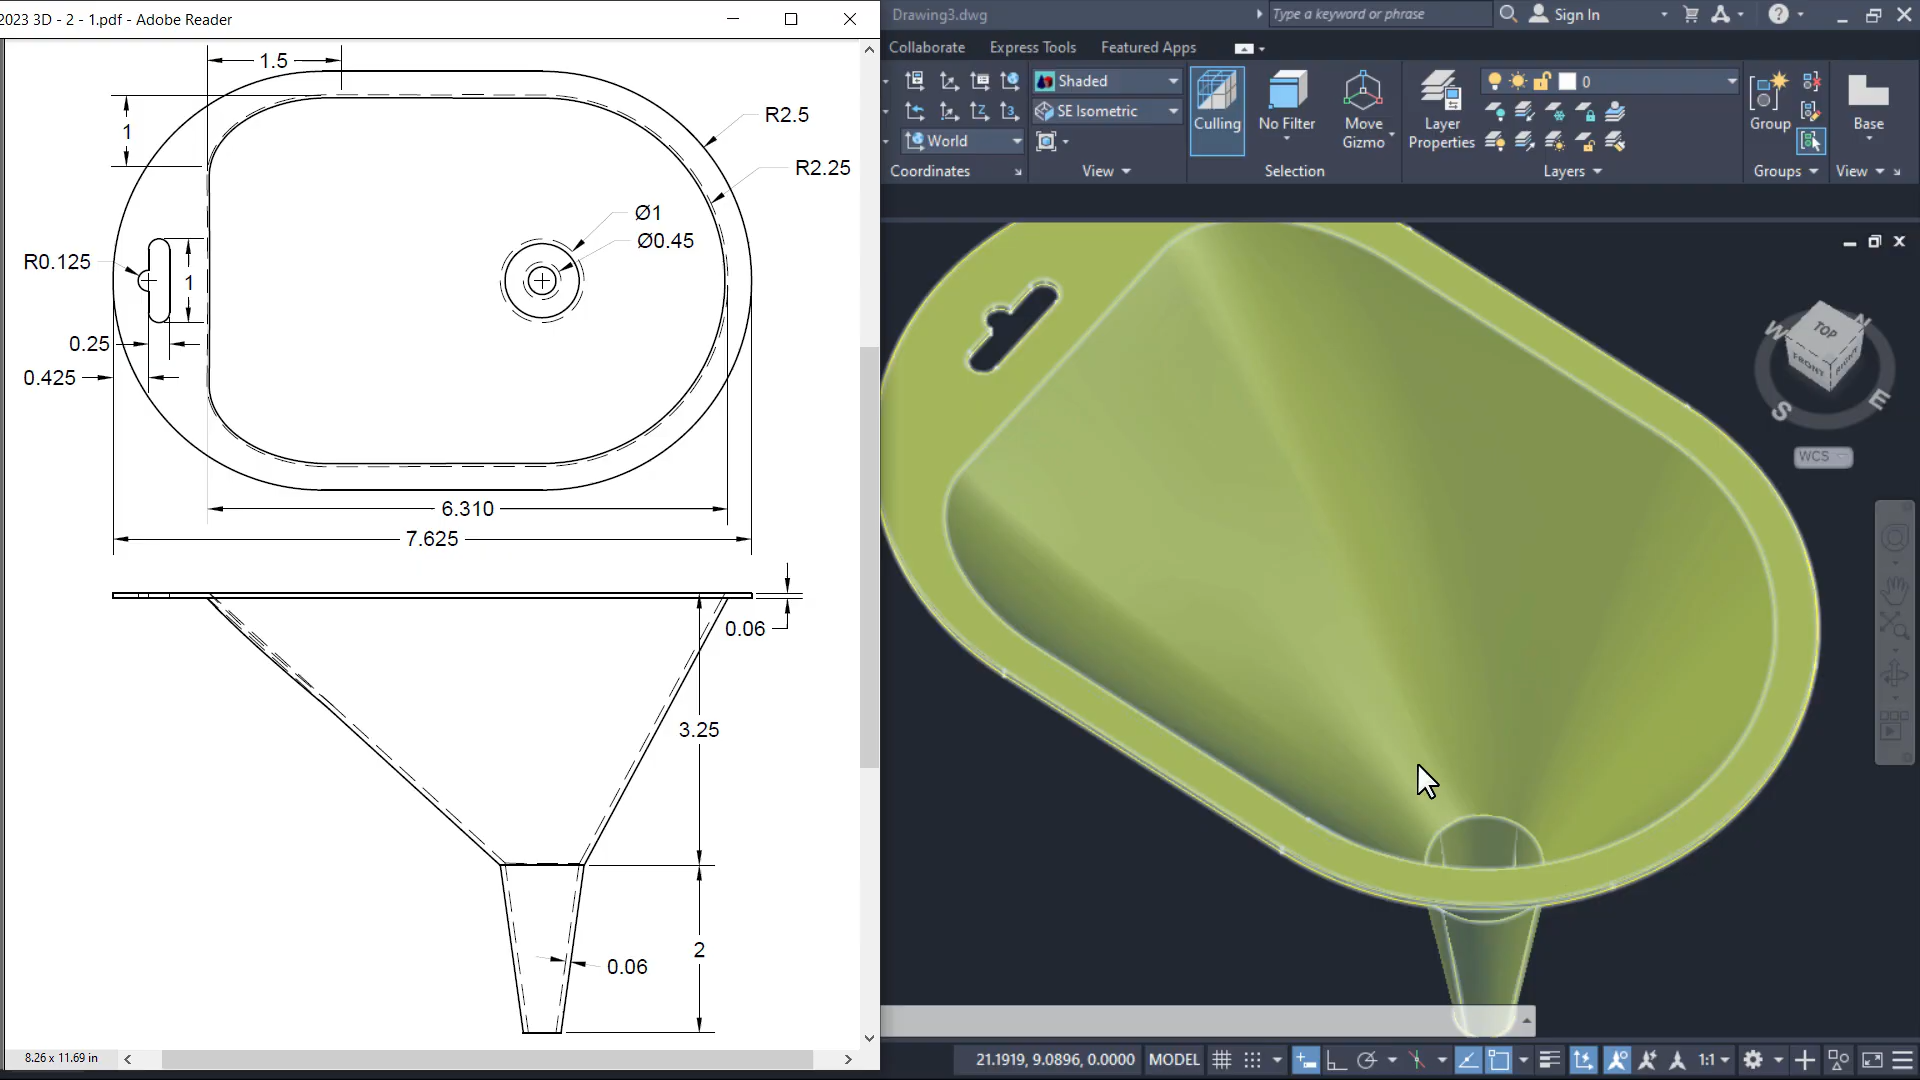 2023 3D - 2 - 1.pdf - Adobe Reader
1.5
R2.5
1
R2.25
Ø1
Ø0.45
R0.125
1
0.25
0.425
6.310
7.625
0.06
3.25
2
0.06
8.26 x 11.69 in
Drawing3.dwg
Type a keyword or phrase
Sign In
Collaborate
Express Tools
Featured Apps
World
Coordinates
Shaded
SE Isometric
View
Culling
No Filter
Move
Gizmo
Selection
Layer
Properties
0
Layers
Group
Groups
Base
View
TOP
FRONT
RIGHT
W
N
S
E
WCS
21.1919, 9.0896, 0.0000
MODEL
1:1